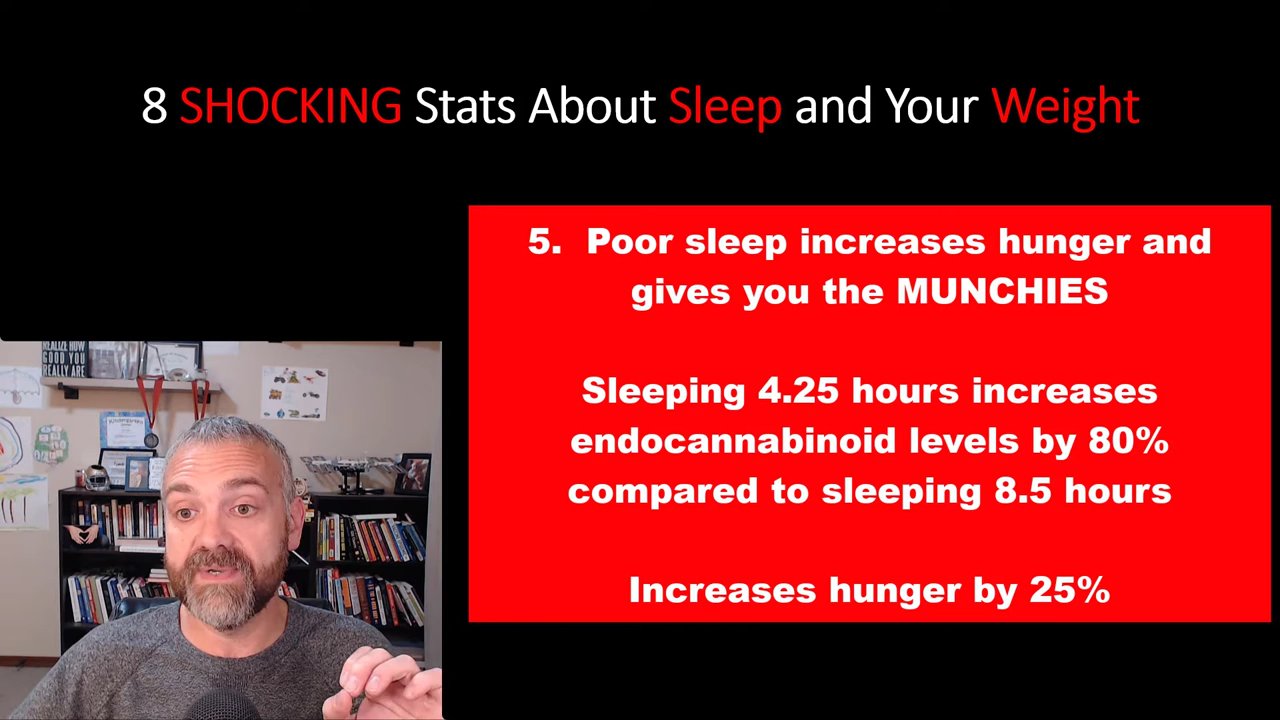 8 SHOCKING Stats About Sleep and Your Weight
5. Poor sleep increases hunger and
gives you the MUNCHIES
Sleeping 4.25 hours increases
endocannabinoid levels by 80%
compared to sleeping 8.5 hours
Increases hunger by 25%
REALIZE HOW
GOOD YOU
REALLY ARE